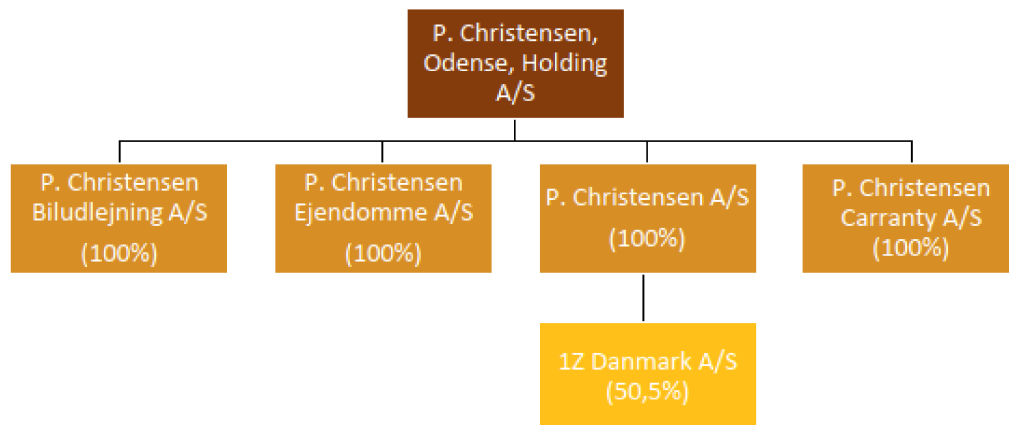 P. Christensen,
Odense, Holding
A/S
P. Christensen
Biludlejning A/S
(100%)
P. Christensen
Ejendomme A/S
(100%)
P. Christensen A/S
(100%)
P. Christensen
Carranty A/S
(100%)
1Z Danmark A/S
(50,5%)